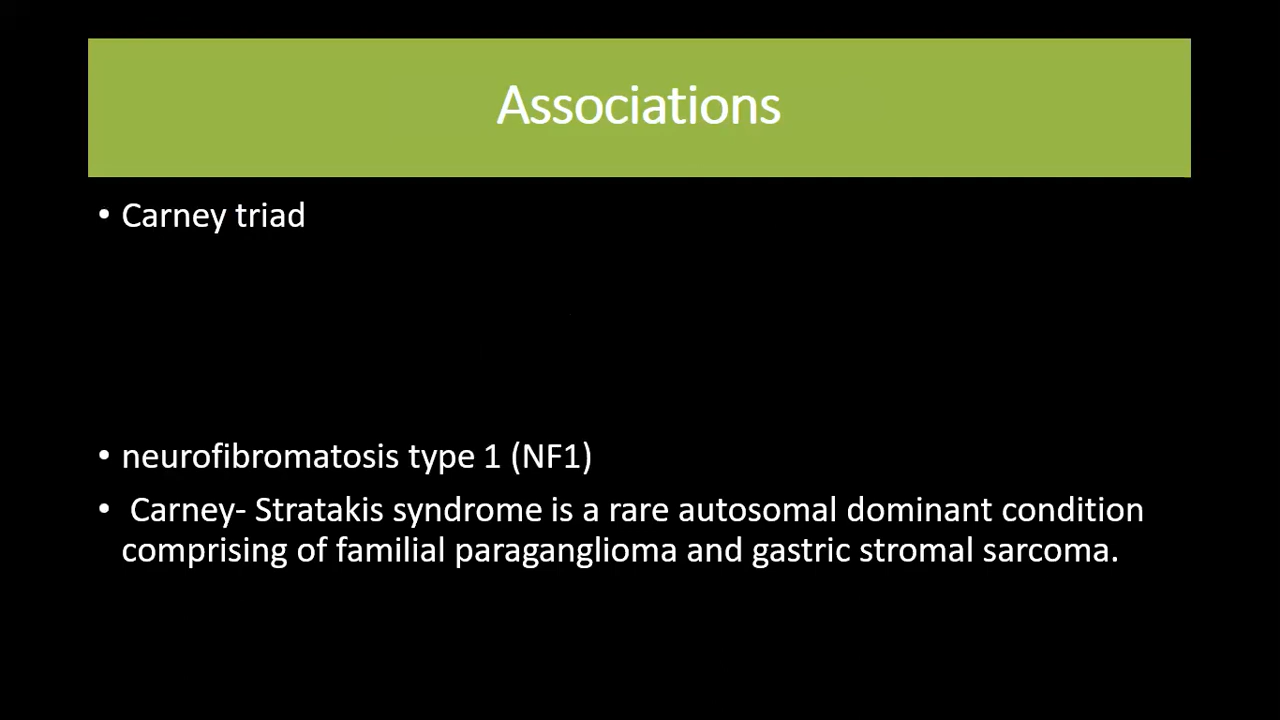 Associations
• Carney triad
• neurofibromatosis type 1 (NF1)
• Carney- Stratakis syndrome is a rare autosomal dominant condition
comprising of familial paraganglioma and gastric stromal sarcoma.